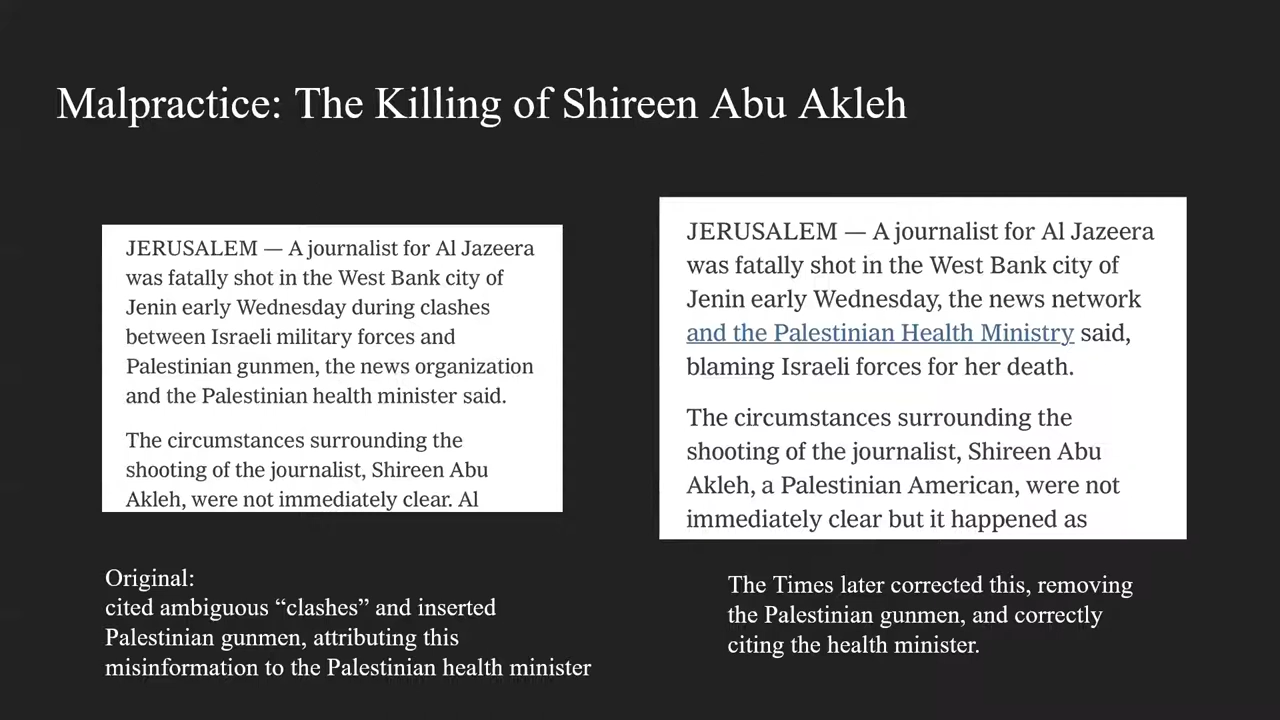 Malpractice: The Killing of Shireen Abu Akleh
JERUSALEM — A journalist for Al Jazeera
was fatally shot in the West Bank city of
Jenin early Wednesday during clashes
between Israeli military forces and
Palestinian gunmen, the news organization
and the Palestinian health minister said.
The circumstances surrounding the
shooting of the journalist, Shireen Abu
Akleh, were not immediately clear. Al
Original:
cited ambiguous “clashes” and inserted
Palestinian gunmen, attributing this
misinformation to the Palestinian health minister
JERUSALEM — A journalist for Al Jazeera
was fatally shot in the West Bank city of
Jenin early Wednesday, the news network
and the Palestinian Health Ministry said,
blaming Israeli forces for her death.
The circumstances surrounding the
shooting of the journalist, Shireen Abu
Akleh, a Palestinian American, were not
immediately clear but it happened as
The Times later corrected this, removing
the Palestinian gunmen, and correctly
citing the health minister.